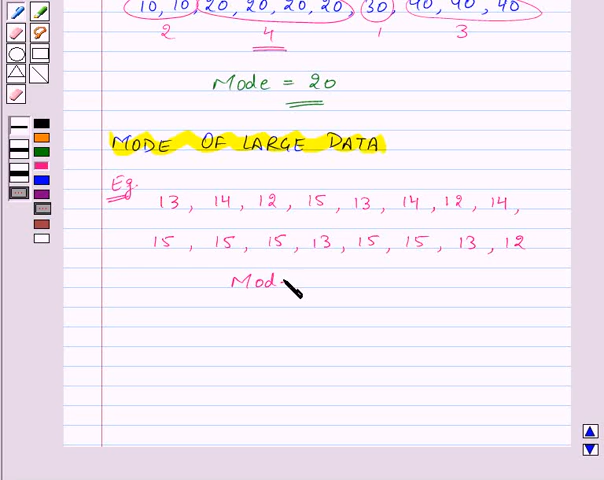 10, 10, 20, 20, 20, 20, 30, 40, 40, 40
2 4 1 3
Mode = 20
MODE OF LARGE DATA
Eg.
13, 14, 12, 15, 13, 14, 12, 14,
15, 15, 15, 13, 15, 15, 13, 12
Mod